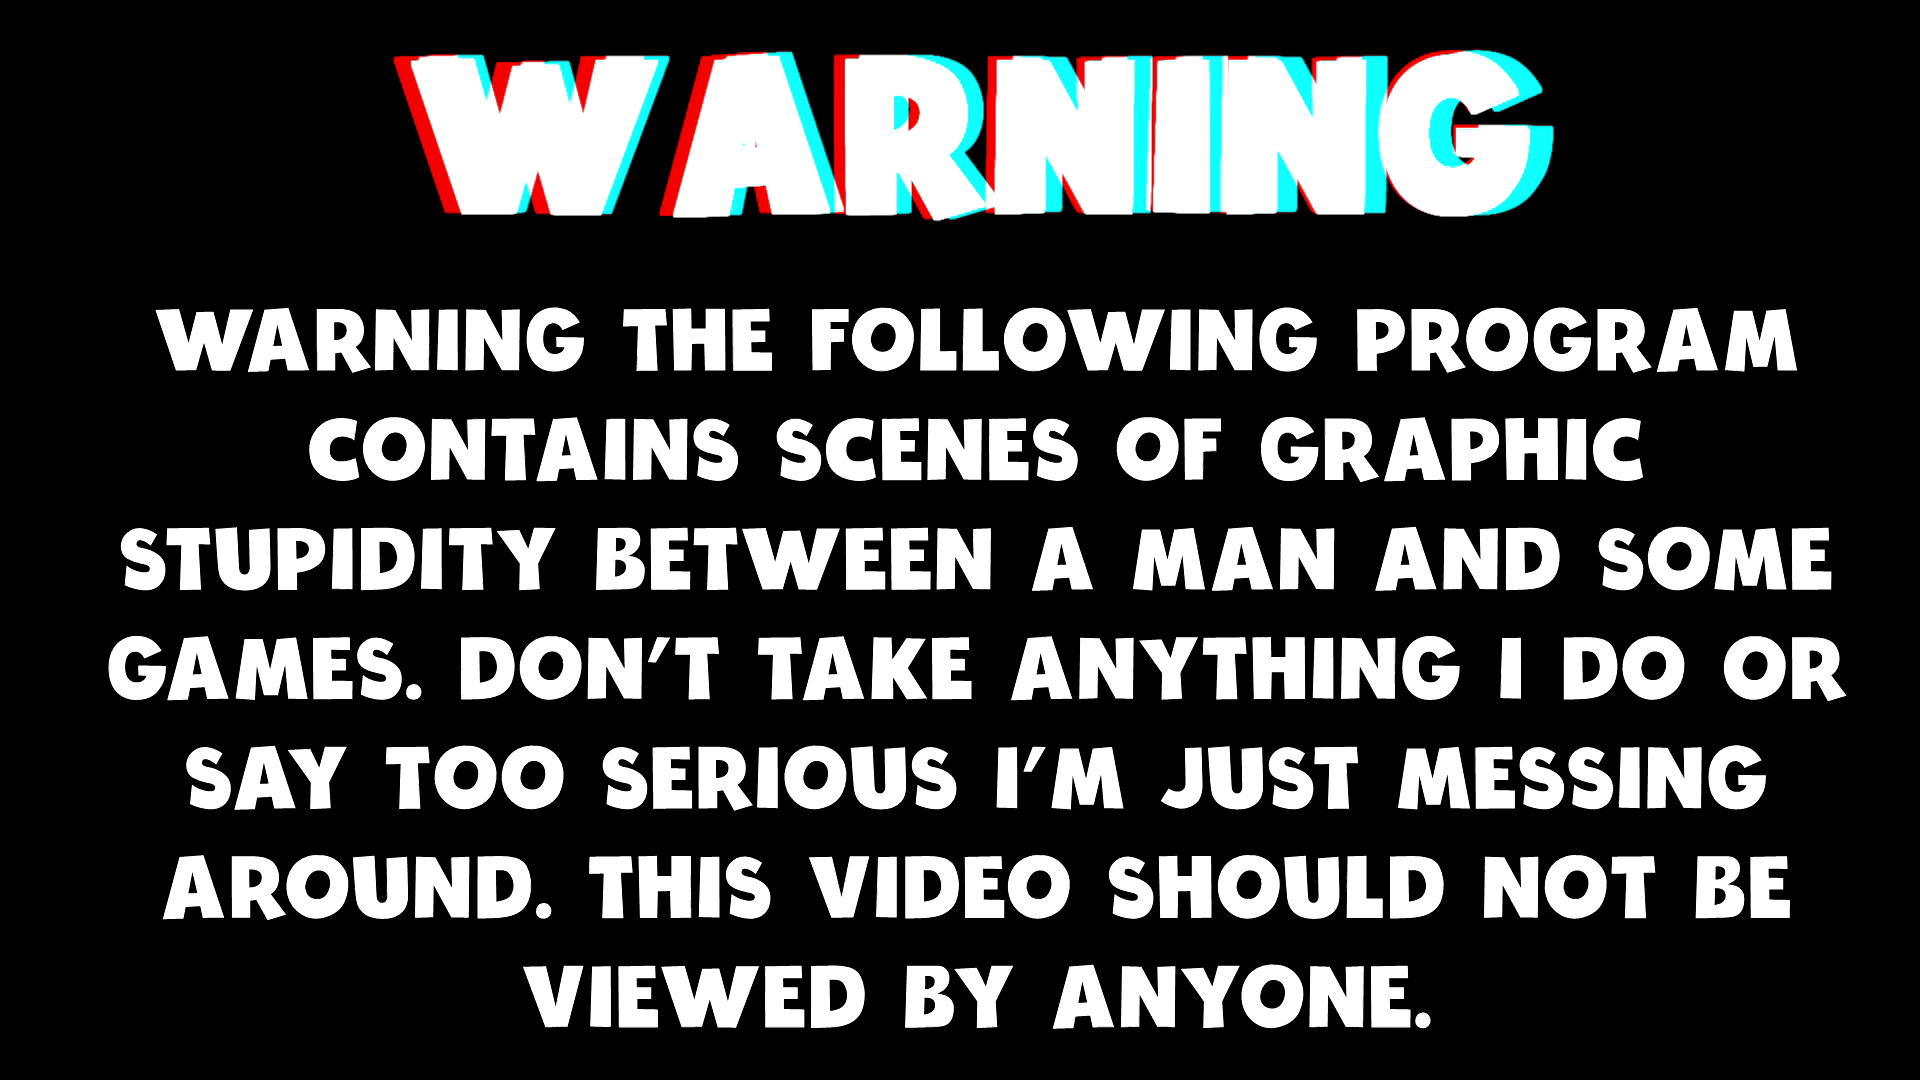 WARNING
WARNING THE FOLLOWING PROGRAM
CONTAINS SCENES OF GRAPHIC
STUPIDITY BETWEEN A MAN AND SOME
GAMES. DON'T TAKE ANYTHING I DO OR
SAY TOO SERIOUS I'M JUST MESSING
AROUND. THIS VIDEO SHOULD NOT BE
VIEWED BY ANYONE.